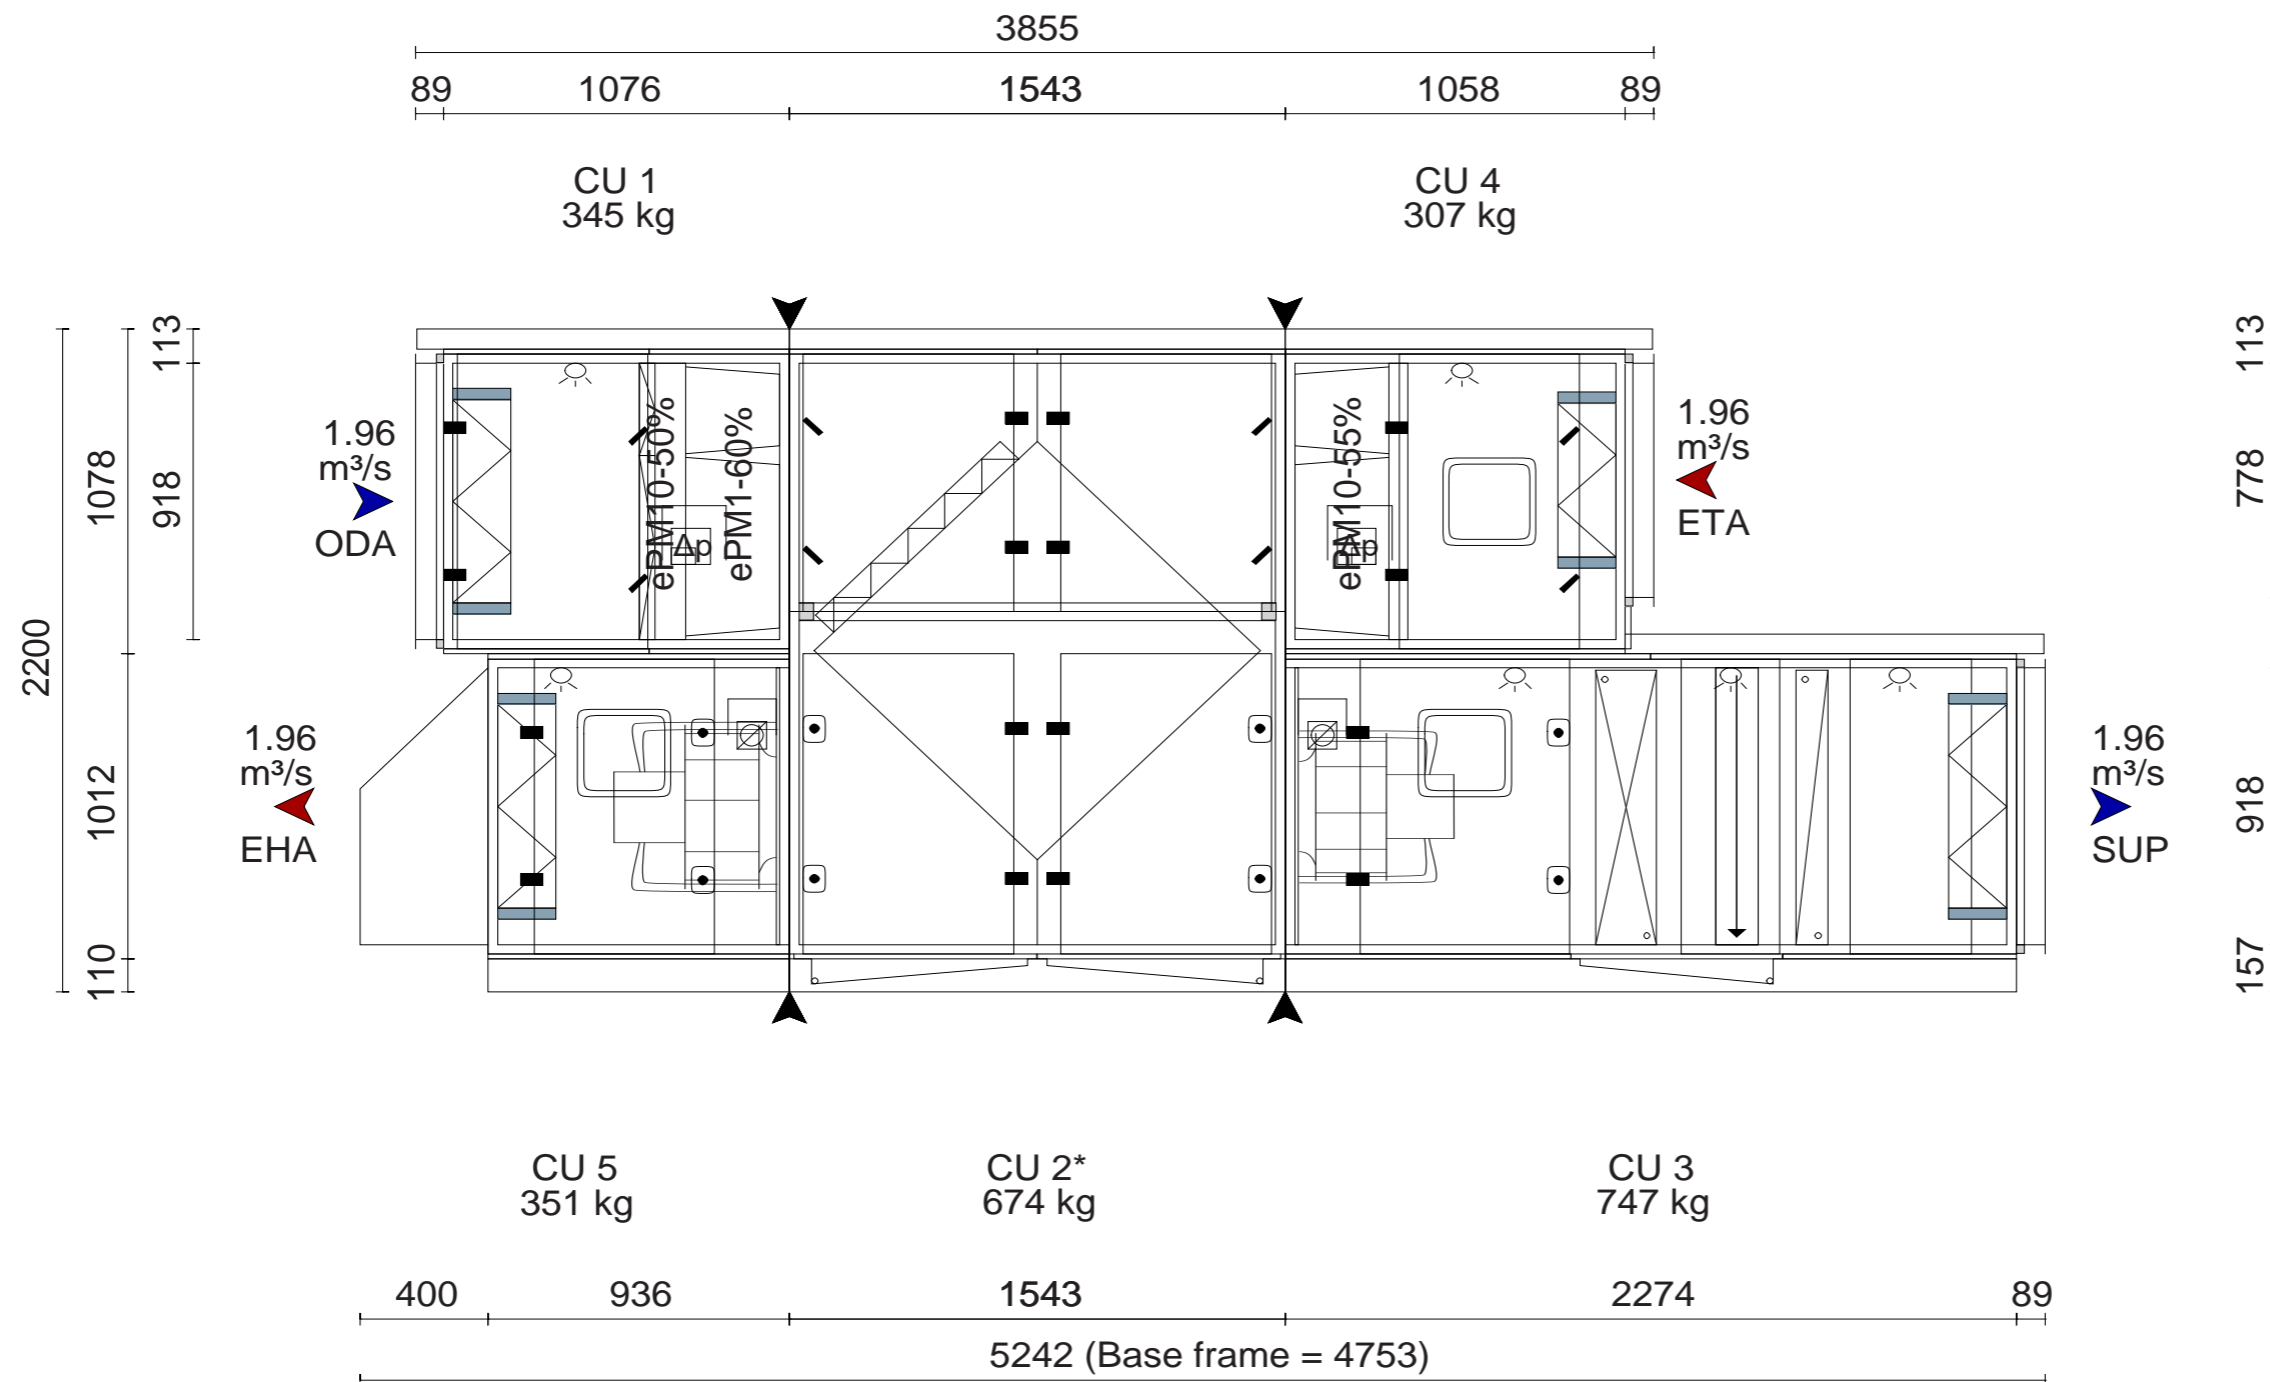 3855
89 1076 1543 1058 89
CU 1
345 kg
CU 4
307 kg
2200
1078
1012
110
113
918
1.96
m³/s
ODA
ePM10-50%
Δp
ePM1-60%
ePM10-55%
Δp
1.96
m³/s
ETA
113
778
918
157
1.96
m³/s
EHA
1.96
m³/s
SUP
CU 5
351 kg
CU 2*
674 kg
CU 3
747 kg
400 936 1543 2274 89
5242 (Base frame = 4753)